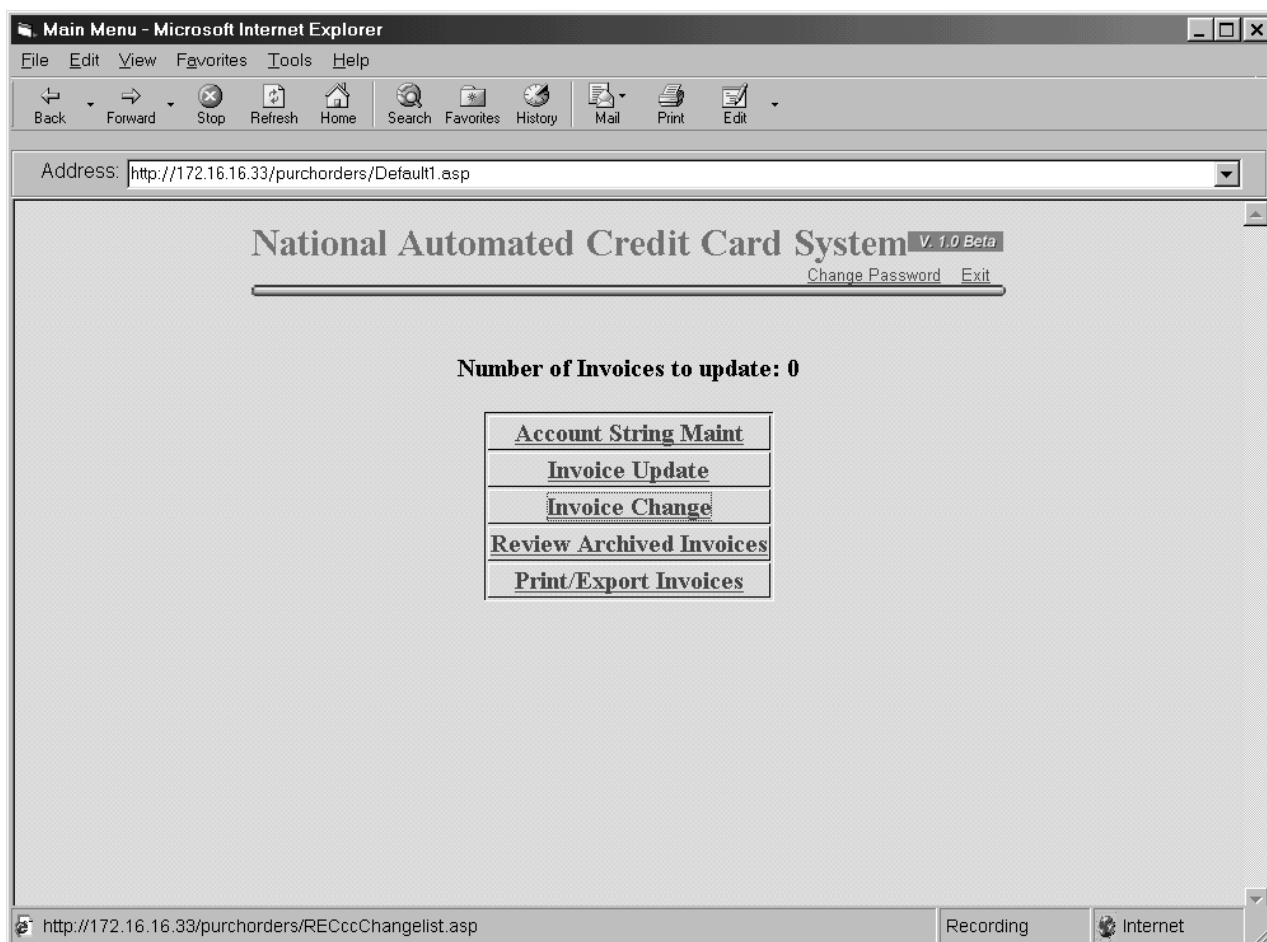 Main Menu - Microsoft Internet Explorer
File Edit View Favorites Tools Help
Back Forward Stop Refresh Home Search Favorites History Mail Print Edit
Address: http://172.16.16.33/purchorders/Default1.asp
National Automated Credit Card System V. 1.0 Beta
Change Password Exit
Number of Invoices to update: 0
Account String Maint
Invoice Update
Invoice Change
Review Archived Invoices
Print/Export Invoices
http://172.16.16.33/purchorders/RECccChangelist.asp Recording Internet